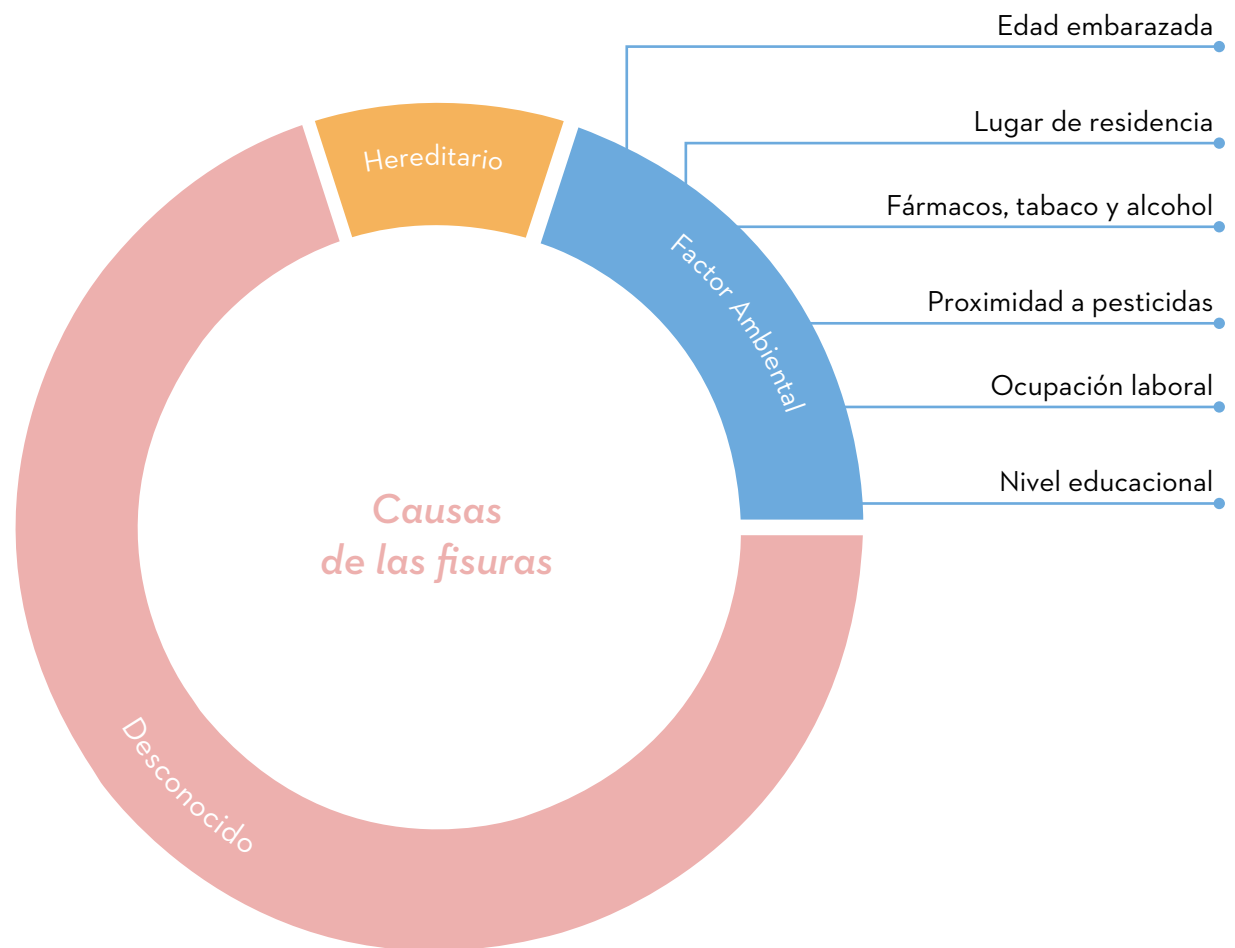 Edad embarazada
Lugar de residencia
Hereditario
Fármacos, tabaco y alcohol
Factor Ambiental
Proximidad a pesticidas
Ocupación laboral
Nivel educacional
Causas
de las fisuras
Desconocido